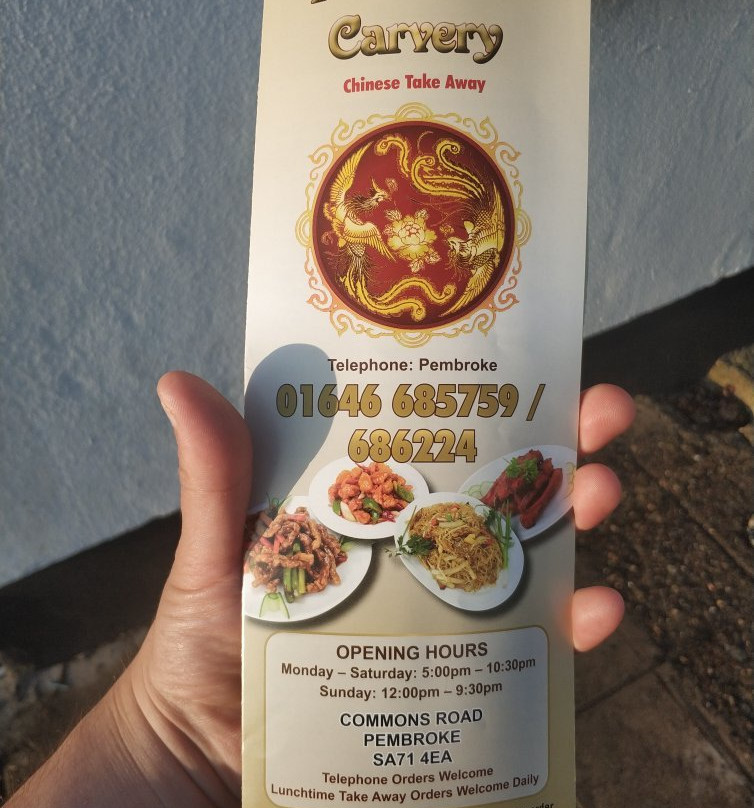 Carvery
Chinese Take Away
Telephone: Pembroke
01646 685759 /
686224
OPENING HOURS
Monday – Saturday: 5:00pm – 10:30pm
Sunday: 12:00pm – 9:30pm
COMMONS ROAD
PEMBROKE
SA71 4EA
Telephone Orders Welcome
Lunchtime Take Away Orders Welcome Daily